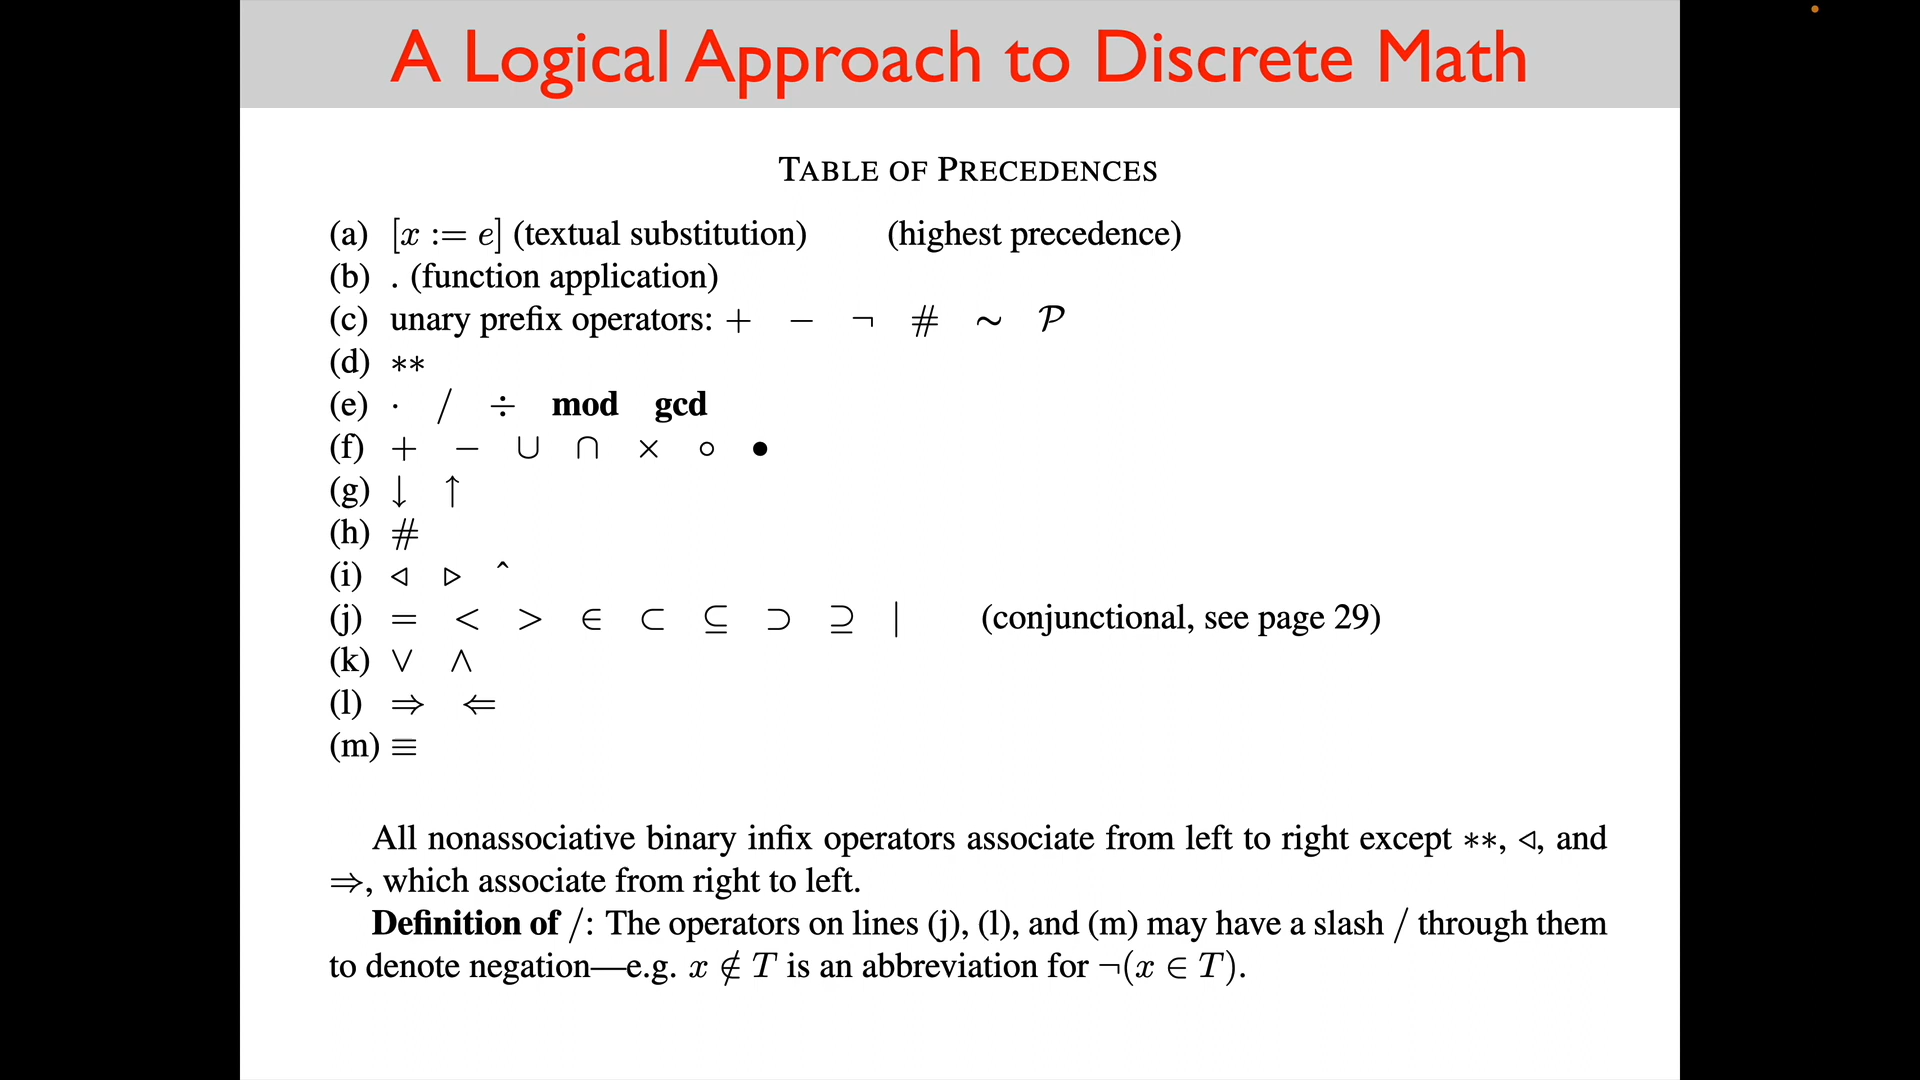 A Logical Approach to Discrete Math
TABLE OF PRECEDENCES
(a) [x := e] (textual substitution) (highest precedence)
(b) . (function application)
(c) unary prefix operators: + − ¬ # ∼ 𝒫
(d) ∗∗
(e) · / ÷ mod gcd
(f) + − ∪ ∩ × ∘ •
(g) ↓ ↑
(h) #
(i) ◃ ▹ ˆ
(j) = < > ∈ ⊂ ⊆ ⊃ ⊇ | (conjunctional, see page 29)
(k) ∨ ∧
(l) ⇒ ⇐
(m) ≡
All nonassociative binary infix operators associate from left to right except ∗∗, ◃, and
⇒, which associate from right to left.
Definition of /: The operators on lines (j), (l), and (m) may have a slash / through them
to denote negation—e.g. x ∉ T is an abbreviation for ¬(x ∈ T).